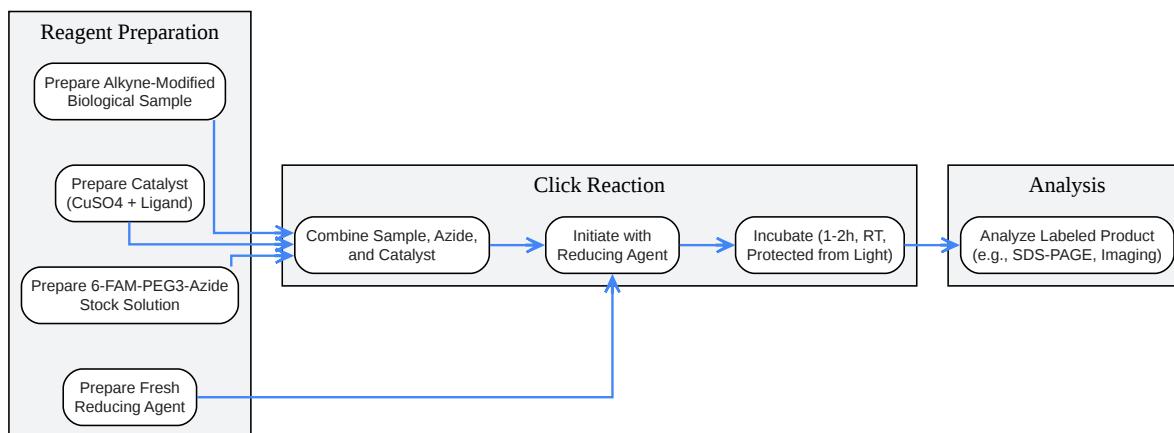 Reagent Preparation
Prepare Alkyne-Modified
Biological Sample
Prepare Catalyst
(CuSO4 + Ligand)
Prepare 6-FAM-PEG3-Azide
Stock Solution
Prepare Fresh
Reducing Agent
Click Reaction
Combine Sample, Azide,
and Catalyst
Initiate with
Reducing Agent
Incubate (1-2h, RT,
Protected from Light)
Analysis
Analyze Labeled Product
(e.g., SDS-PAGE, Imaging)